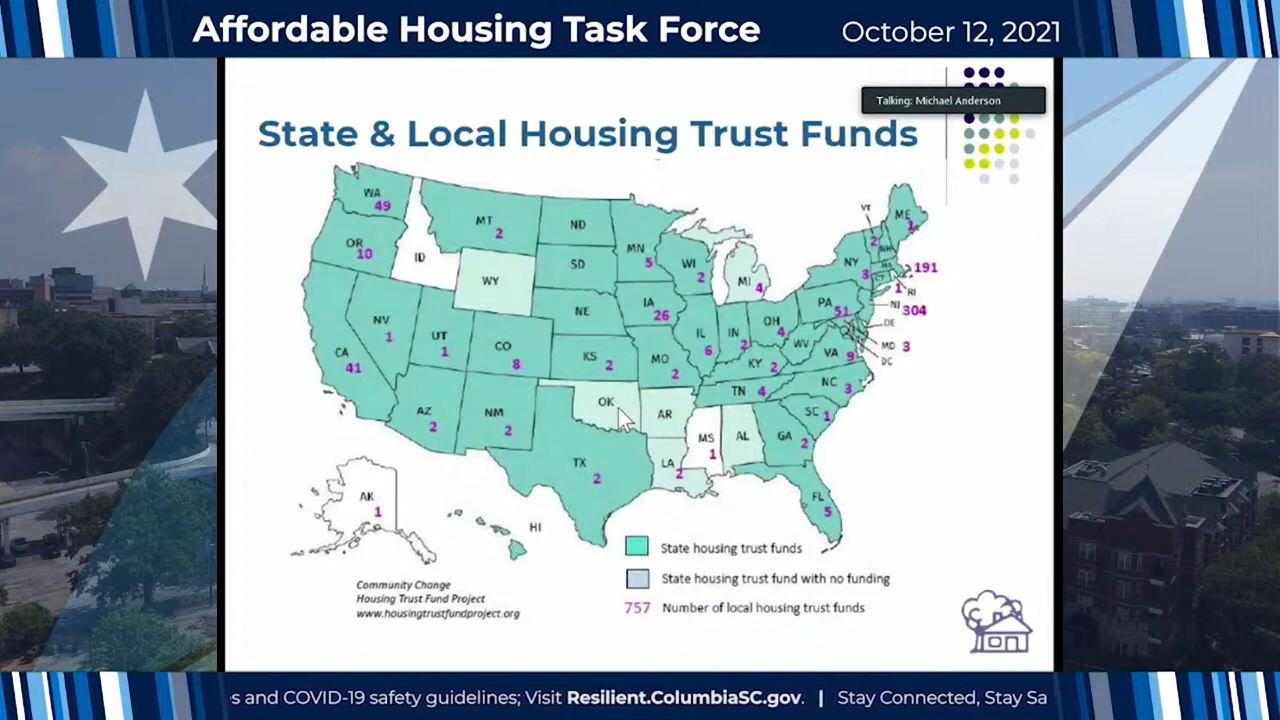 Affordable Housing Task Force
October 12, 2021
Talking: Michael Anderson
State & Local Housing Trust Funds
WA
49
OR
10
ID
MT
2
ND
MN
5
WI
2
MI
4
VT
2
NH
ME
1
MA
191
NY
3
CT
1
RI
WY
SD
IA
26
NE
NV
1
UT
1
CO
8
CA
41
KS
2
MO
2
IL
6
IN
2
OH
4
PA
51
NJ
304
DE
MD
3
DC
WV
VA
9
KY
2
TN
4
NC
3
SC
1
AZ
2
NM
2
OK
AR
TX
2
LA
2
MS
1
AL
GA
2
FL
5
AK
1
HI
State housing trust funds
State housing trust fund with no funding
757 Number of local housing trust funds
Community Change
Housing Trust Fund Project
www.housingtrustfundproject.org
s and COVID-19 safety guidelines; Visit Resilient.ColumbiaSC.gov. | Stay Connected, Stay Sa